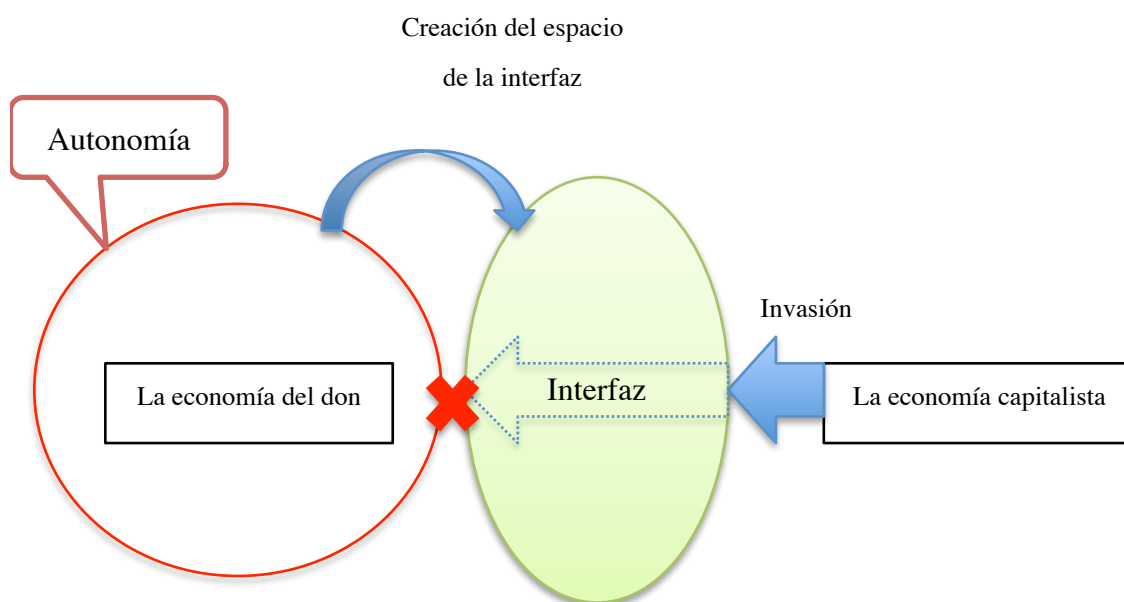 Creación del espacio
de la interfaz
Autonomía
Invasión
La economía del don
Interfaz
La economía capitalista